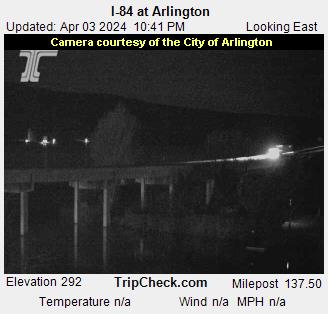 I-84 at Arlington
Updated: Apr 03 2024 10:41 PM Looking East
Camera courtesy of the City of Arlington
Elevation 292 TripCheck.com Milepost 137.50
Temperature n/a Wind n/a MPH n/a